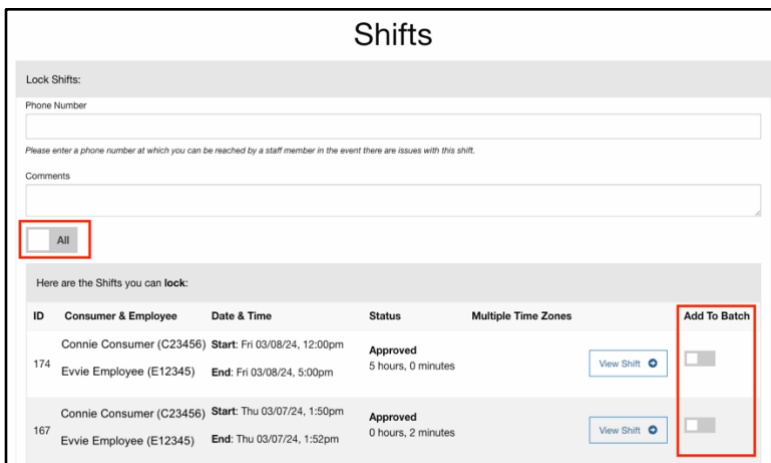 Shifts
Lock Shifts:
Phone Number
Please enter a phone number at which you can be reached by a staff member in the event there are issues with this shift.
Comments
All
Here are the Shifts you can lock:
ID Consumer & Employee Date & Time Status Multiple Time Zones Add To Batch
174 Connie Consumer (C23456) Start: Fri 03/08/24, 12:00pm Approved
5 hours, 0 minutes View Shift
Evvie Employee (E12345) End: Fri 03/08/24, 5:00pm
167 Connie Consumer (C23456) Start: Thu 03/07/24, 1:50pm Approved
0 hours, 2 minutes View Shift
Evvie Employee (E12345) End: Thu 03/07/24, 1:52pm